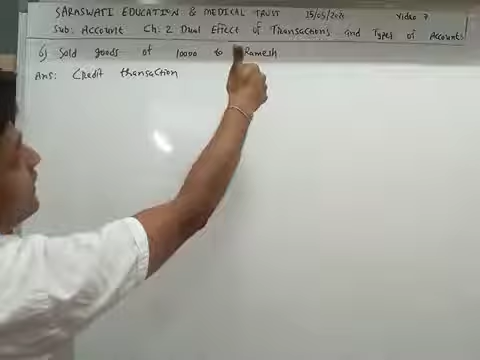 SARASWATI EDUCATION & MEDICAL TRUST 15/05/2021 Video 7
Sub: Account Ch: 2 Dual Effect of Transactions and Types of Accounts
6) Sold goods of 10000 to Ramesh
Ans: Credit transaction